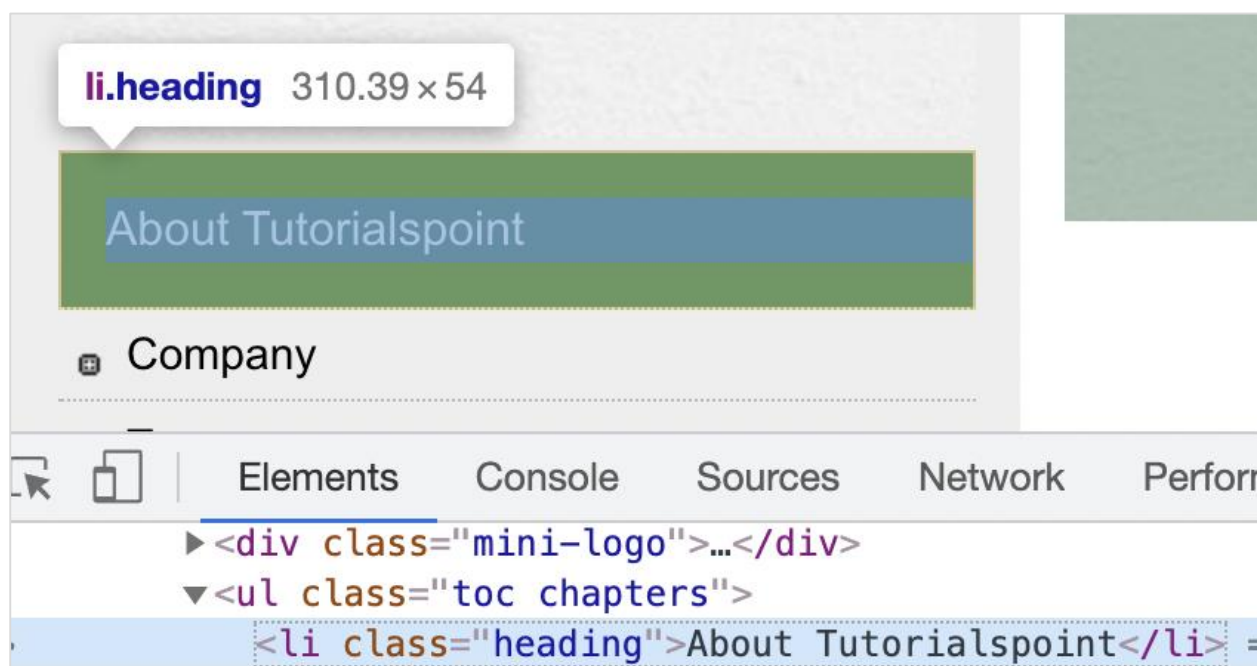 li.heading 310.39 × 54
About Tutorialspoint
Company
Elements Console Sources Network
▶<div class="mini-logo">…</div>
▼<ul class="toc chapters">
<li class="heading">About Tutorialspoint</li>